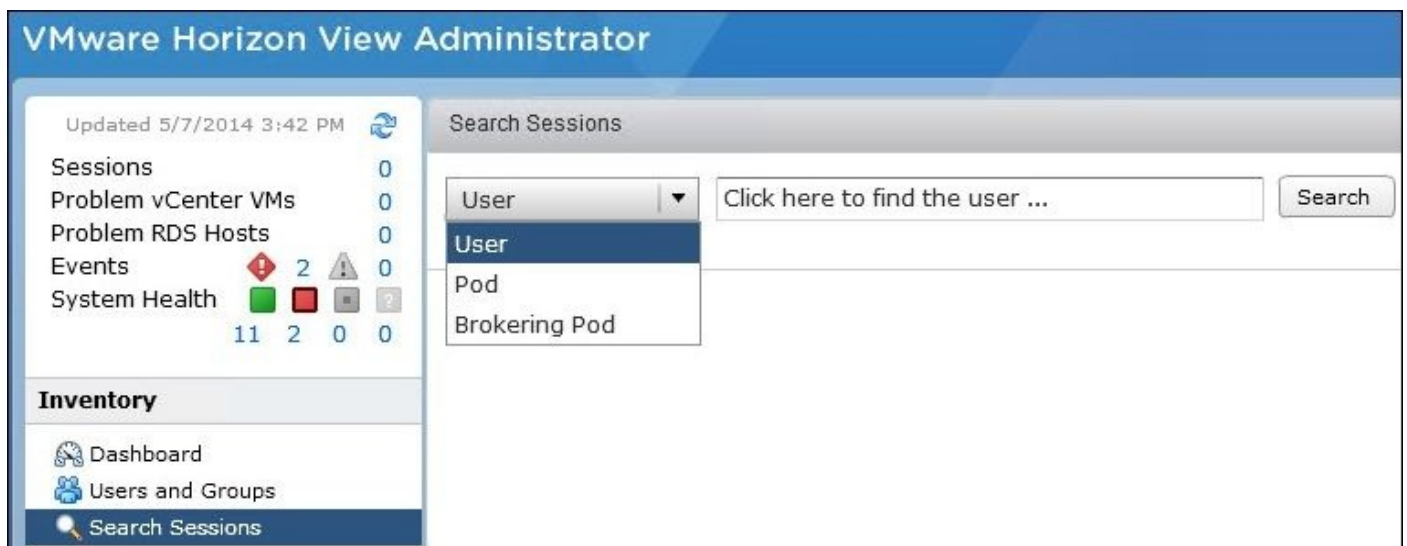 VMware Horizon View Administrator
Updated 5/7/2014 3:42 PM
Sessions 0
Problem vCenter VMs 0
Problem RDS Hosts 0
Events 2 0
System Health ?
11 2 0 0
Inventory
Dashboard
Users and Groups
Search Sessions
Search Sessions
User Click here to find the user ... Search
User
Pod
Brokering Pod